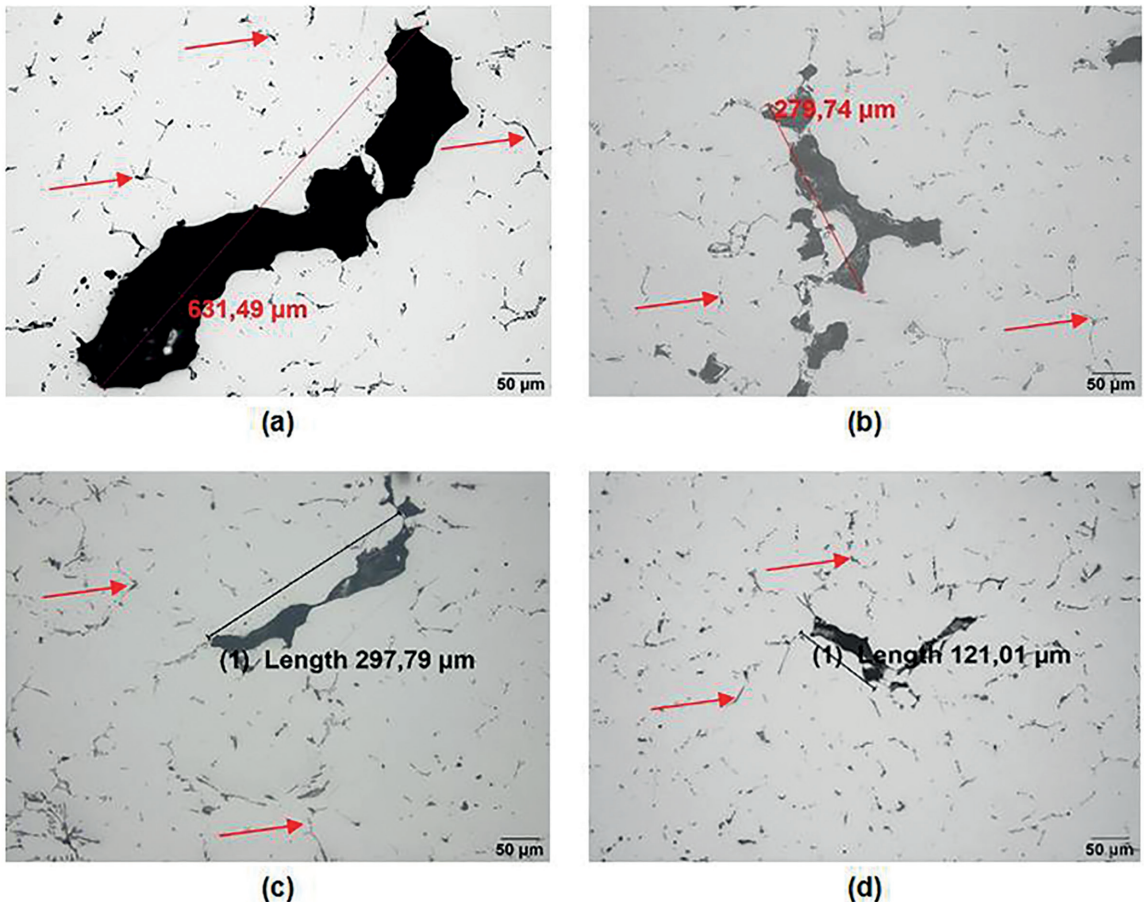 631,49 µm
50 µm
(a)
279,74 µm
50 µm
(b)
(1) Length 297,79 µm
50 µm
(c)
(1) Length 121,01 µm
50 µm
(d)